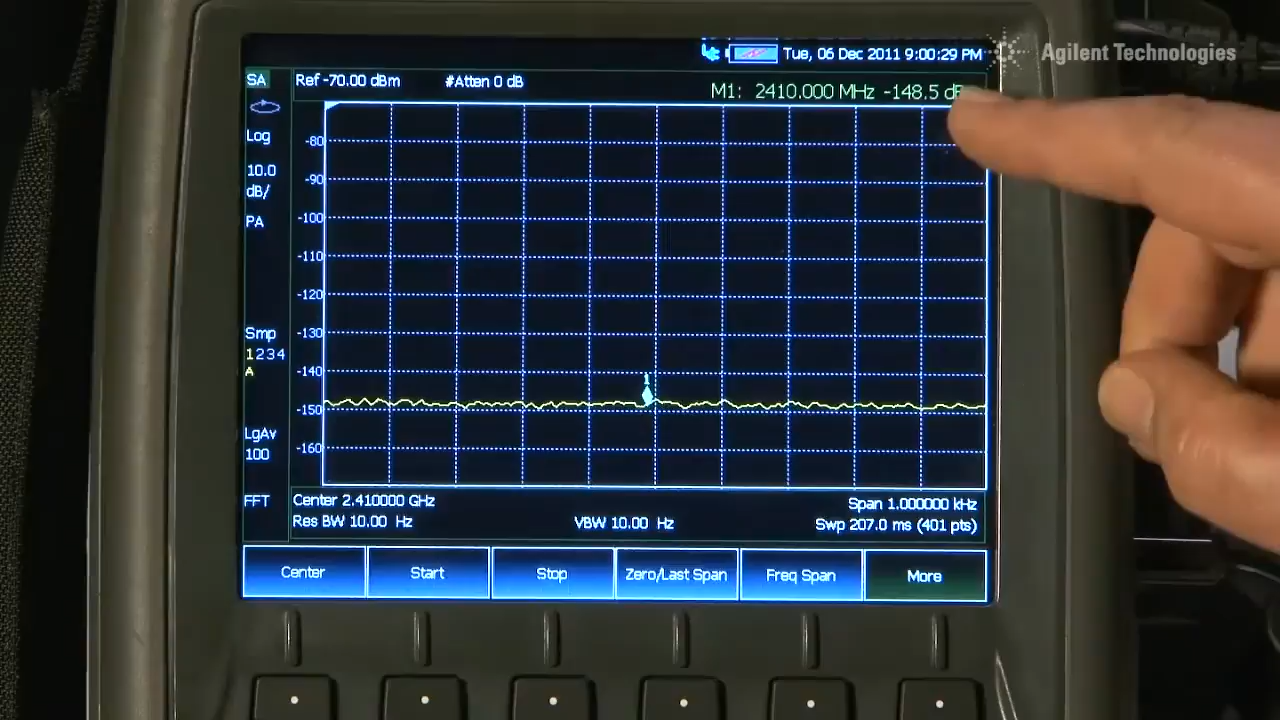 Tue, 06 Dec 2011 9:00:29 PM
Agilent Technologies
SA
Ref -70.00 dBm
#Atten 0 dB
M1: 2410.000 MHz -148.5
Log
10.0
dB/
PA
-80
-90
-100
-110
-120
-130
-140
-150
-160
1
Smp
1234
A
LgAv
100
FFT
Center 2.410000 GHz
Span 1.000000 kHz
Res BW 10.00 Hz
VBW 10.00 Hz
Swp 207.0 ms (401 pts)
Center
Start
Stop
Zero/Last Span
Freq Span
More